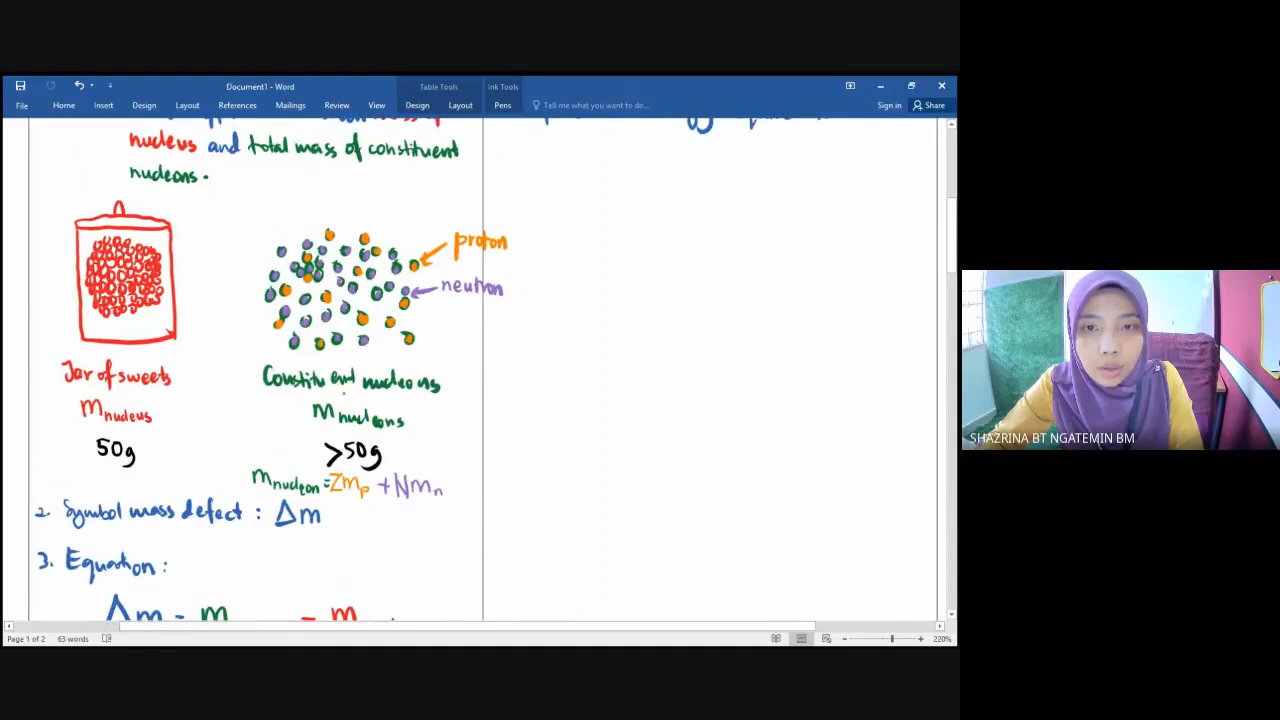 Document1 - Word
Table Tools
Ink Tools
File Home Insert Design Layout References Mailings Review View Design Layout Pens Tell me what you want to do... Sign in Share
nucleus and total mass of constituent
nucleons.
proton
neutron
Jar of sweets
Mnucleus
50g
Constituent nucleons
Mnucleons
>50g
mnucleon = Zmp + Nmn
2. Symbol mass defect : Δm
3. Equation :
Δm = m - m
Page 1 of 2 63 words
220%
SHAZRINA BT NGATEMIN BM